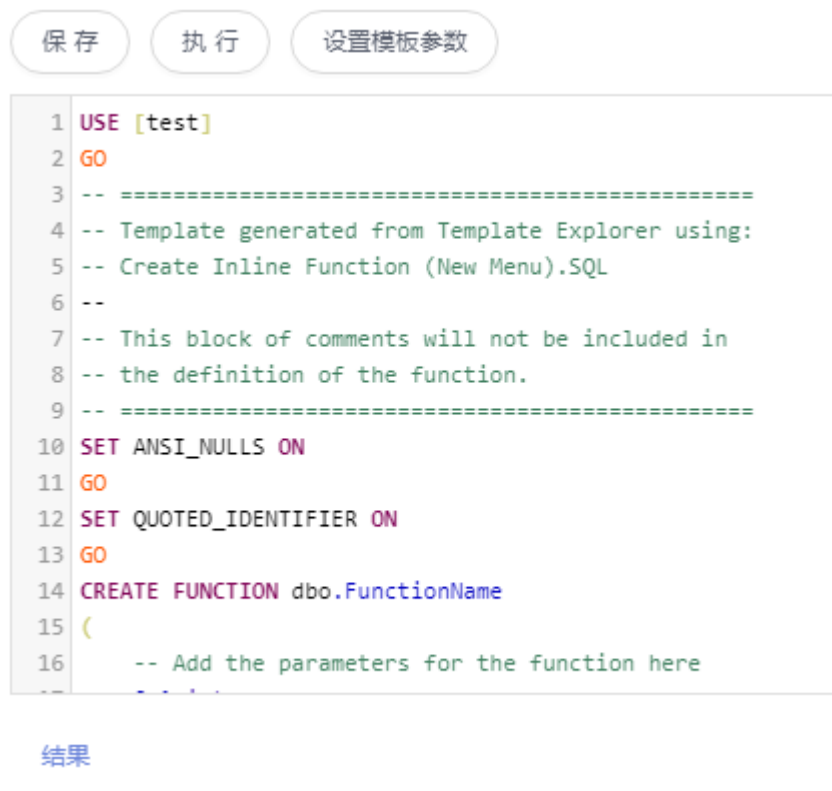 保 存 执 行 设置模板参数
1 USE [test]
2 GO
3 -- ================================================
4 -- Template generated from Template Explorer using:
5 -- Create Inline Function (New Menu).SQL
6 --
7 -- This block of comments will not be included in
8 -- the definition of the function.
9 -- ================================================
10 SET ANSI_NULLS ON
11 GO
12 SET QUOTED_IDENTIFIER ON
13 GO
14 CREATE FUNCTION dbo.FunctionName
15 (
16 -- Add the parameters for the function here
结果